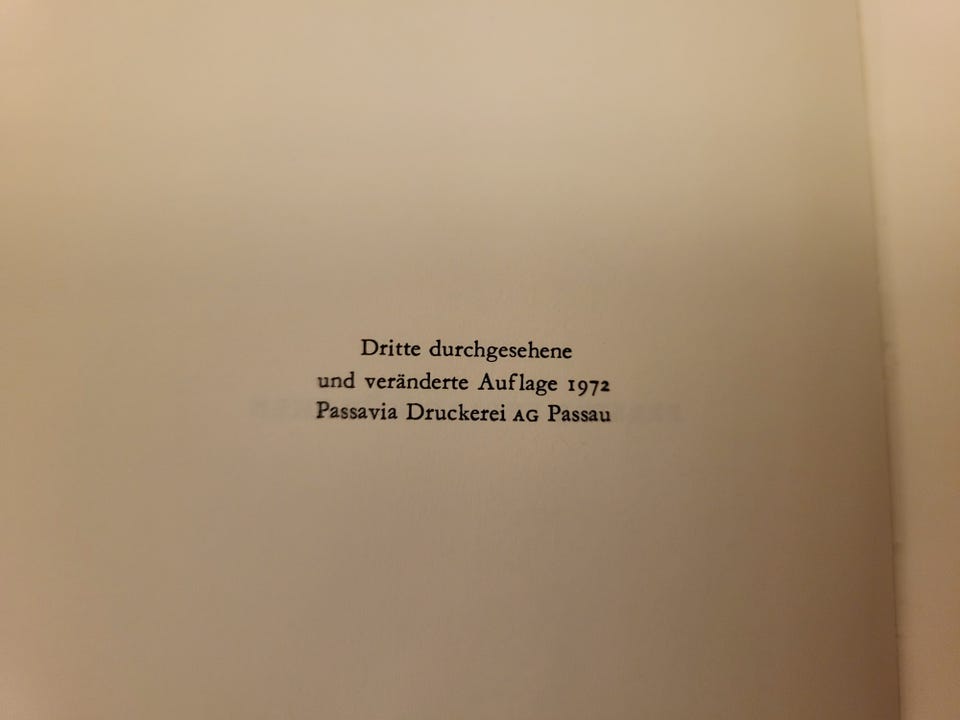 Dritte durchgesehene
und veränderte Auflage 1972
Passavia Druckerei AG Passau